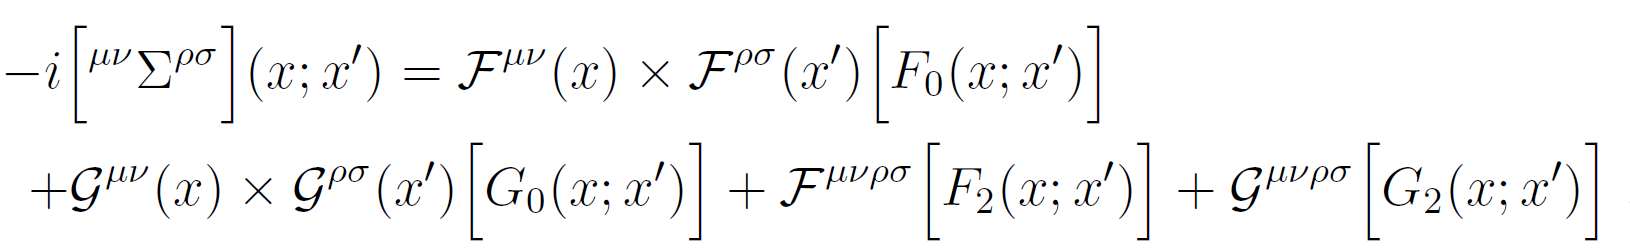 −i[^{μν}Σ^{ρσ}](x; x′) = 𝓕^{μν}(x) × 𝓕^{ρσ}(x′)[F_0(x; x′)]
+𝓖^{μν}(x) × 𝓖^{ρσ}(x′)[G_0(x; x′)] + 𝓕^{μνρσ}[F_2(x; x′)] + 𝓖^{μνρσ}[G_2(x; x′)]